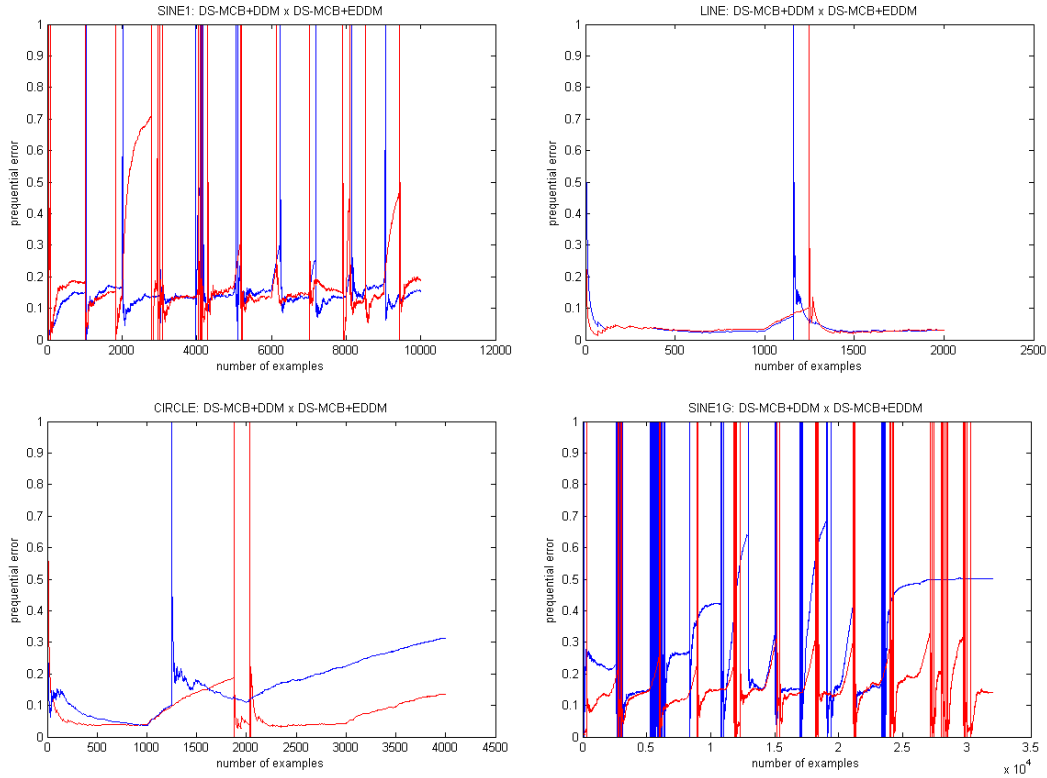 SINE1: DS-MCB+DDM x DS-MCB+EDDM
1
0.9
0.8
0.7
0.6
0.5
0.4
0.3
0.2
0.1
0
prequential error
0 2000 4000 6000 8000 10000 12000
number of examples
LINE: DS-MCB+DDM x DS-MCB+EDDM
1
0.9
0.8
0.7
0.6
0.5
0.4
0.3
0.2
0.1
0
prequential error
0 500 1000 1500 2000 2500
number of examples
CIRCLE: DS-MCB+DDM x DS-MCB+EDDM
1
0.9
0.8
0.7
0.6
0.5
0.4
0.3
0.2
0.1
0
prequential error
0 500 1000 1500 2000 2500 3000 3500 4000 4500
number of examples
SINE1G: DS-MCB+DDM x DS-MCB+EDDM
1
0.9
0.8
0.7
0.6
0.5
0.4
0.3
0.2
0.1
0
prequential error
0 0.5 1 1.5 2 2.5 3 3.5
number of examples
x 10^4